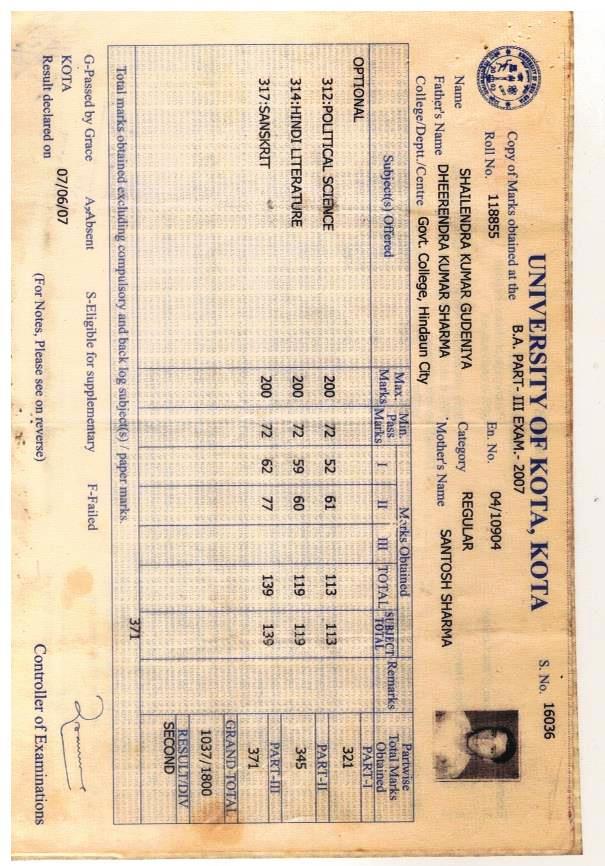 UNIVERSITY OF KOTA, KOTA
S. No. 16036
Copy of Marks obtained at the B.A. PART- III EXAM.- 2007
Roll No. 118855 En. No. 04/10904
Name SHAILENDRA KUMAR GUDENIYA Category REGULAR
Father's Name DHEERENDRA KUMAR SHARMA Mother's Name SANTOSH SHARMA
College/Deptt./Centre Govt. College, Hindaun City
Subject(s) Offered Max. Marks Min. Pass Marks Marks Obtained I II III TOTAL SUBJECT TOTAL Remarks Partwise Total Marks Obtained
OPTIONAL PART-I
321
312:POLITICAL SCIENCE 200 72 52 61 113 113 PART-II
314:HINDI LITERATURE 200 72 59 60 119 119 345
317:SANSKRIT 200 72 62 77 139 139 PART-III
371
GRAND TOTAL
1037/1800
RESULT/DIV
SECOND
371
Total marks obtained excluding compulsory and back log subject(s) / paper marks.
G-Passed by Grace A-Absent S-Eligible for supplementary F-Failed
KOTA
Result declared on 07/06/07 (For Notes, Please see on reverse) Controller of Examinations